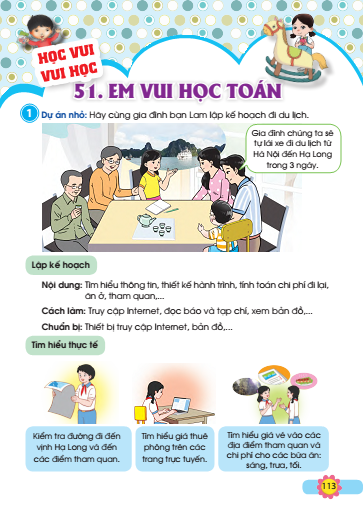 HỌC VUI
VUI HỌC
51. EM VUI HỌC TOÁN
1 Dự án nhỏ: Hãy cùng gia đình bạn Lam lập kế hoạch đi du lịch.
Gia đình chúng ta sẽ
tự lái xe đi du lịch từ
Hà Nội đến Hạ Long
trong 3 ngày.
Lập kế hoạch
Nội dung: Tìm hiểu thông tin, thiết kế hành trình, tính toán chi phí đi lại,
ăn ở, tham quan,...
Cách làm: Truy cập Internet, đọc báo và tạp chí, xem bản đồ,...
Chuẩn bị: Thiết bị truy cập Internet, bản đồ,...
Tìm hiểu thực tế
Kiểm tra đường đi đến
vịnh Hạ Long và đến
các điểm tham quan.
Tìm hiểu giá thuê
phòng trên các
trang trực tuyến.
Tìm hiểu giá vé vào các
địa điểm tham quan và
chi phí cho các bữa ăn:
sáng, trưa, tối.
113